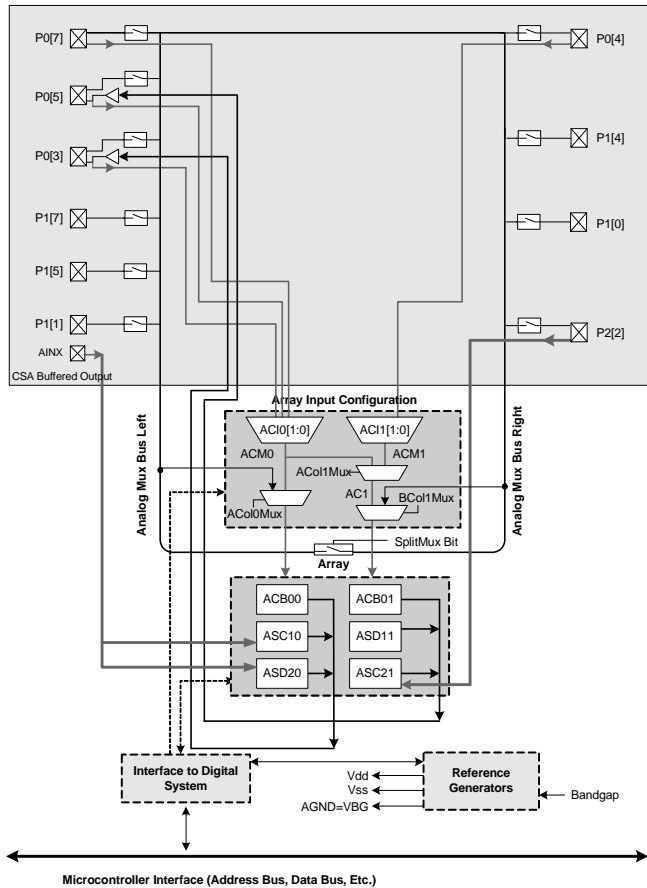 P0[7]
P0[4]
P0[5]
P0[3]
P1[4]
P1[7]
P1[0]
P1[5]
P1[1]
P2[2]
AINX
CSA Buffered Output
Array Input Configuration
ACI0[1:0]
ACI1[1:0]
ACM0
ACM1
ACol1Mux
AC1
BCol1Mux
ACol0Mux
Analog Mux Bus Left
Analog Mux Bus Right
SplitMux Bit
Array
ACB00
ACB01
ASC10
ASD11
ASD20
ASC21
Interface to Digital
System
Vdd
Vss
AGND=VBG
Reference
Generators
Bandgap
Microcontroller Interface (Address Bus, Data Bus, Etc.)